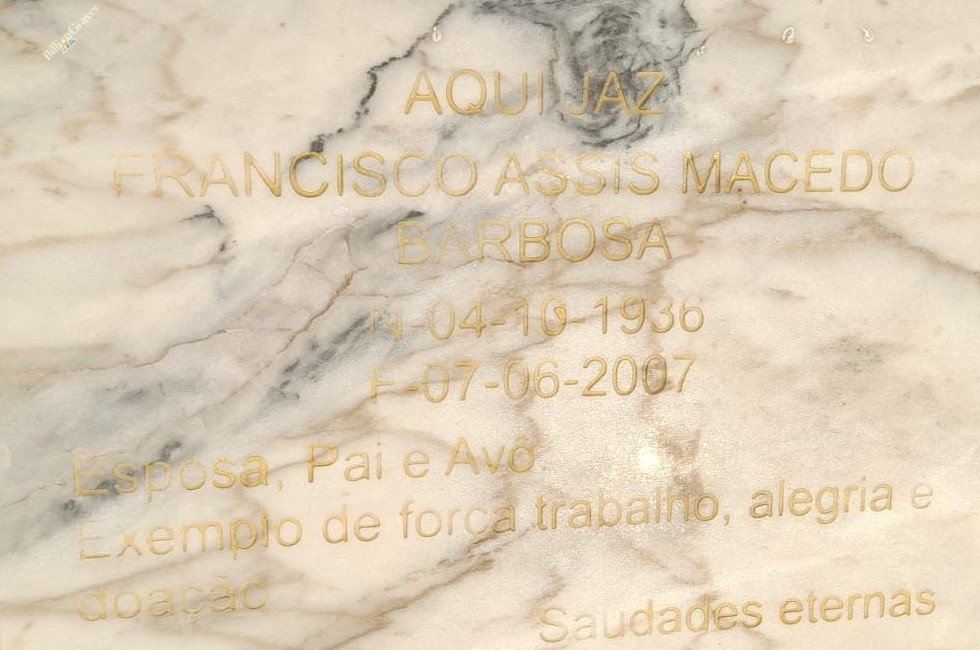 BillionGraves
AQUI JAZ
FRANCISCO ASSIS MACEDO
BARBOSA
N-04-10-1936
F-07-06-2007
Esposa, Pai e Avô
Exemplo de força trabalho, alegria e
doação
Saudades eternas